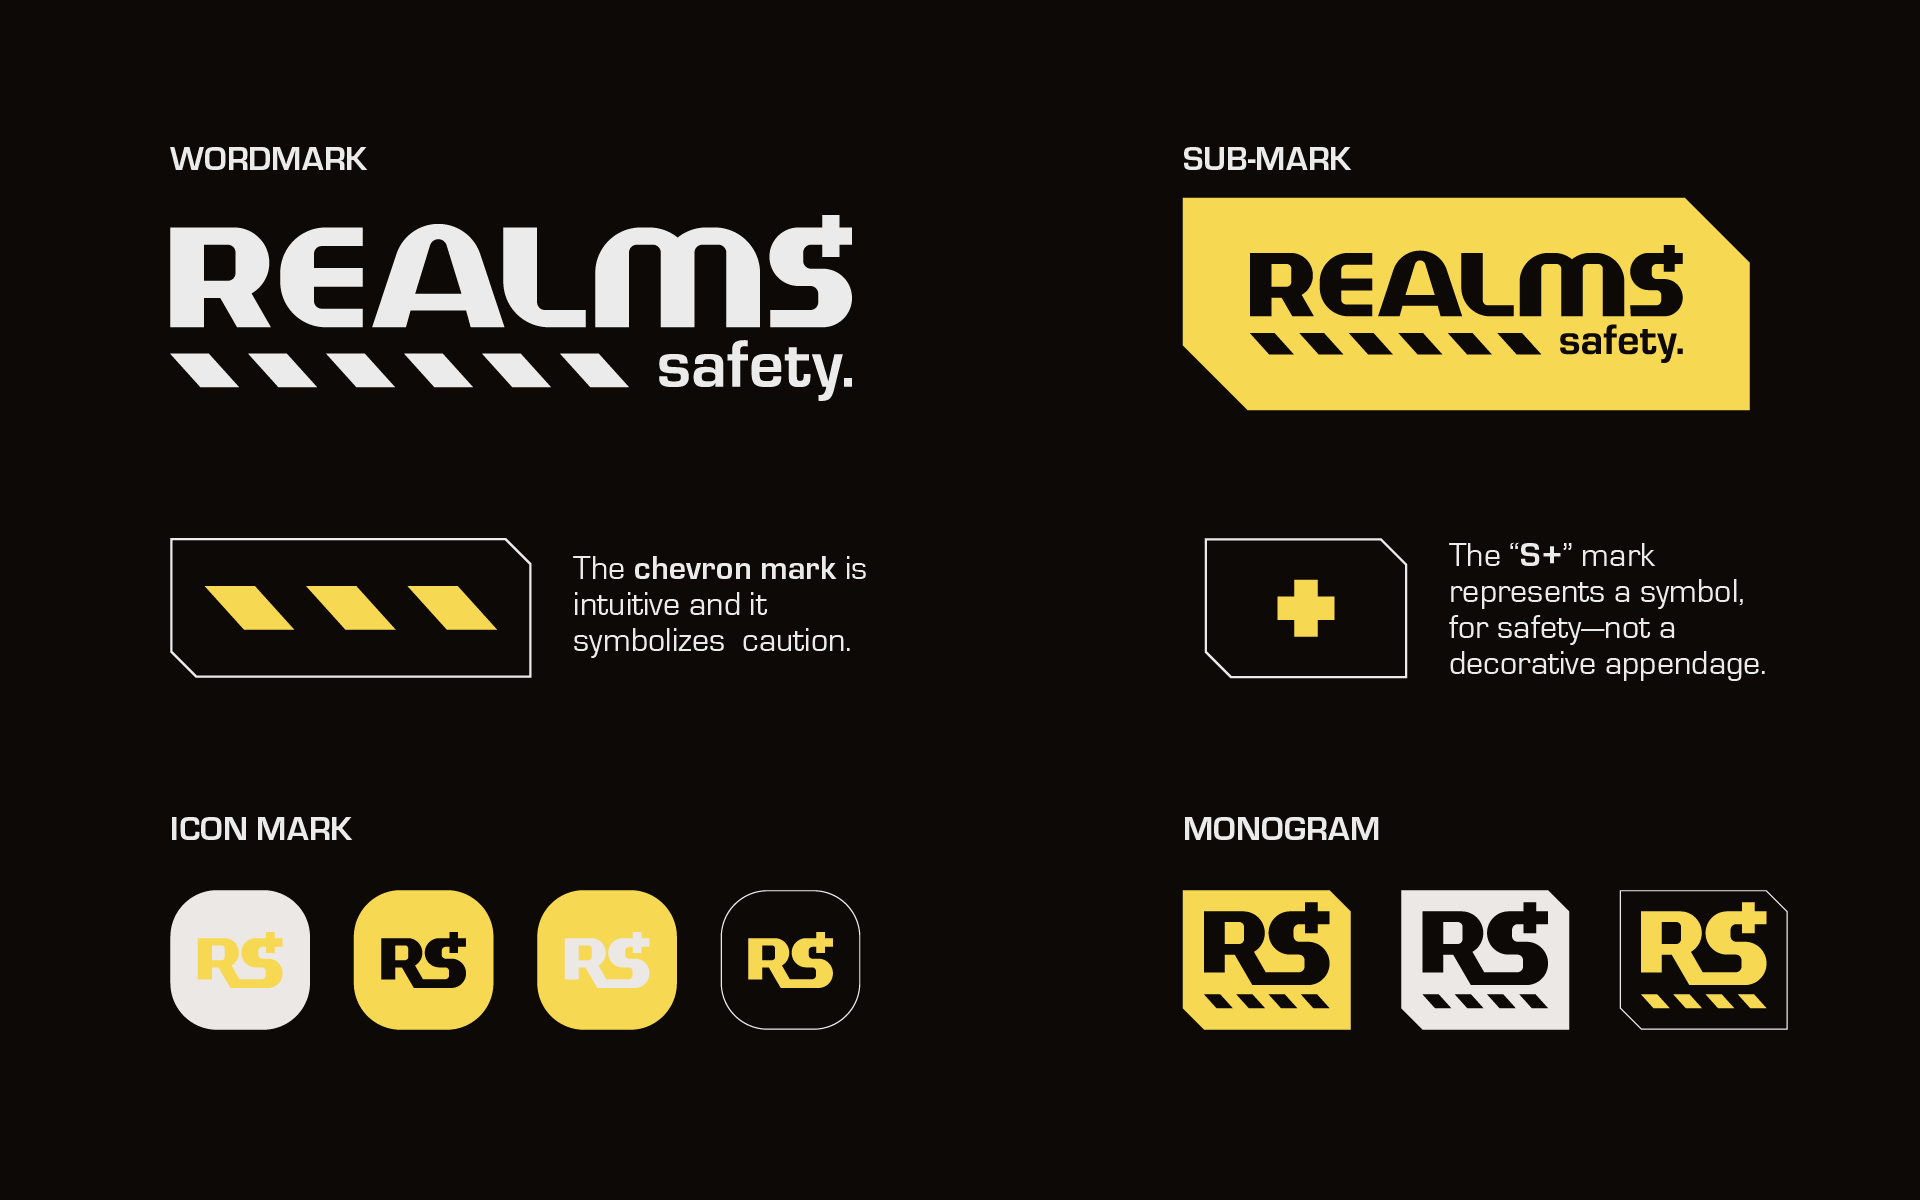 WORDMARK
REALMS+
safety.
SUB-MARK
REALMS+
safety.
The chevron mark is
intuitive and it
symbolizes  caution.
The “S+” mark
represents a symbol,
for safety—not a
decorative appendage.
ICON MARK
RS+
RS+
RS+
RS+
MONOGRAM
RS+
RS+
RS+